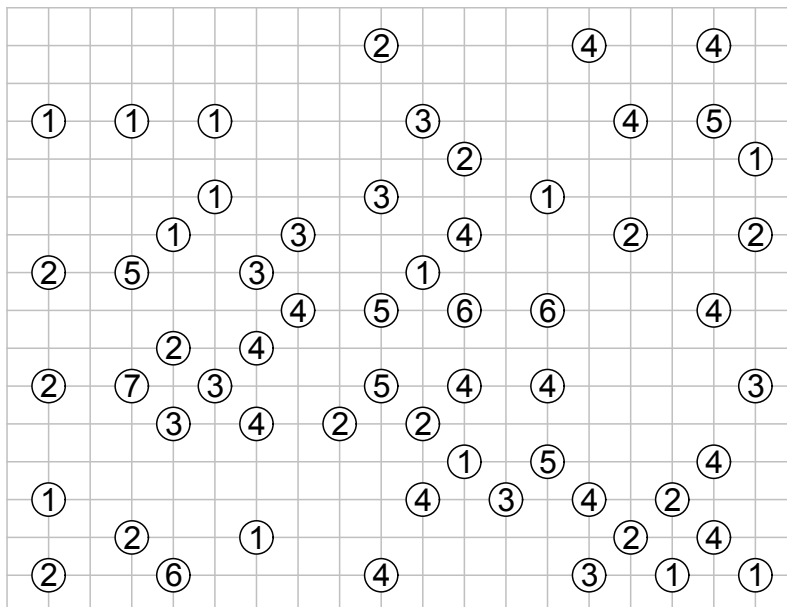 2 4 4
1 1 1 3 4 5
2 1
1 3 1
1 3 4 2 2
2 5 3 1
4 5 6 6 4
2 4
2 7 3 5 4 4 3
3 4 2 2
1 5 4
1 4 3 4 2
2 1 2 4
2 6 4 3 1 1